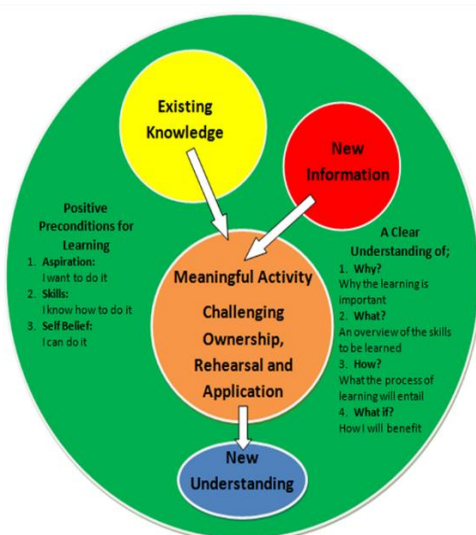 Existing
Knowledge
New
Information
Positive
Preconditions for
Learning
1. Aspiration:
I want to do it
2. Skills:
I know how to do it
3. Self Belief:
I can do it
Meaningful Activity
Challenging
Ownership,
Rehearsal and
Application
A Clear
Understanding of;
1. Why?
Why the learning is
important
2. What?
An overview of the skills
to be learned
3. How?
What the process of
learning will entail
4. What if?
How I will benefit
New
Understanding